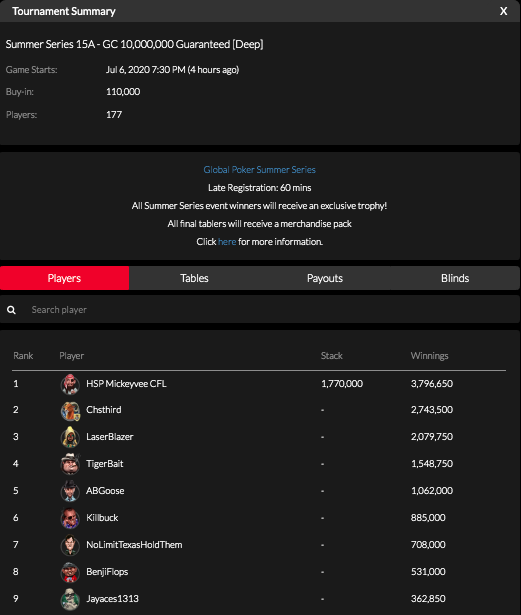 Tournament Summary X
Summer Series 15A - GC 10,000,000 Guaranteed [Deep]
Game Starts: Jul 6, 2020 7:30 PM (4 hours ago)
Buy-in: 110,000
Players: 177
Global Poker Summer Series
Late Registration: 60 mins
All Summer Series event winners will receive an exclusive trophy!
All final tablers will receive a merchandise pack
Click here for more information.
Players Tables Payouts Blinds
Search player
Rank Player Stack Winnings
1 HSP Mickeyvee CFL 1,770,000 3,796,650
2 Chsthird - 2,743,500
3 LaserBlazer - 2,079,750
4 TigerBait - 1,548,750
5 ABGoose - 1,062,000
6 Killbuck - 885,000
7 NoLimitTexasHoldThem - 708,000
8 BenjiFlops - 531,000
9 Jayaces1313 - 362,850